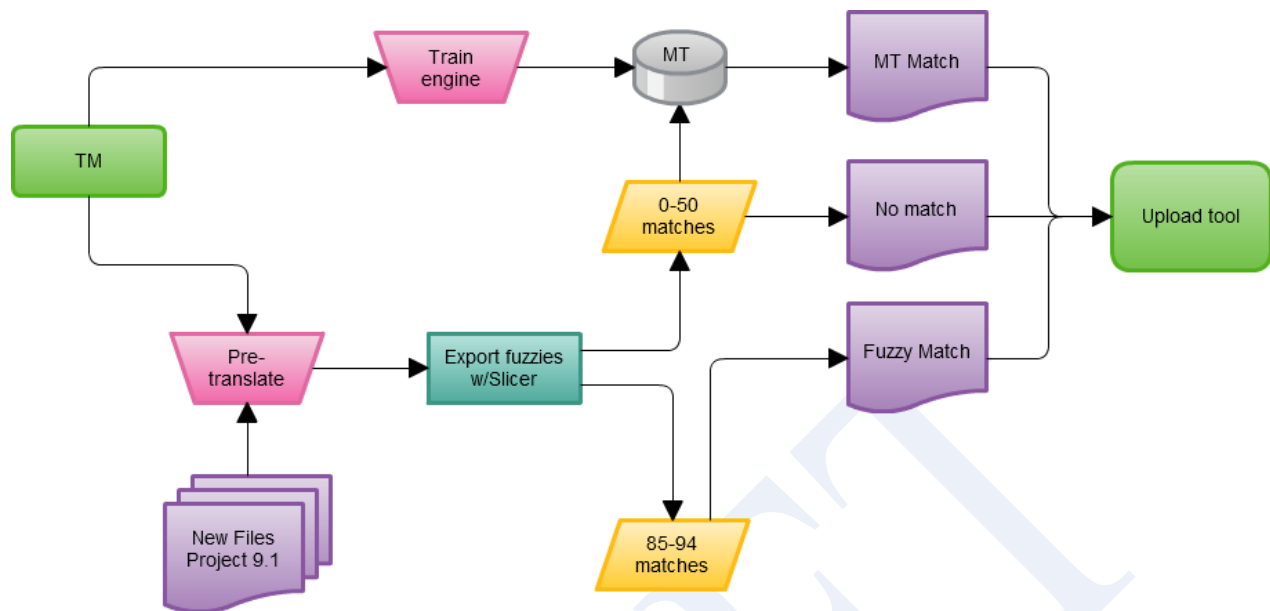 Train
engine
MT
MT Match
TM
0-50
matches
No match
Upload tool
Pre-
translate
Export fuzzies
w/Slicer
Fuzzy Match
New Files
Project 9.1
85-94
matches